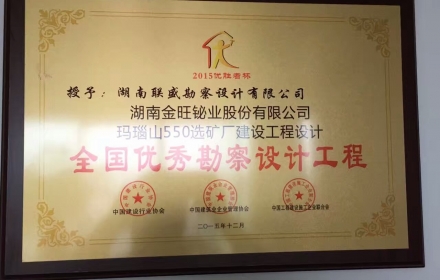 2015优胜者杯
授予：湖南联盛勘察设计有限公司
湖南金旺铋业股份有限公司
玛瑙山550选矿厂建设工程设计
全国优秀勘察设计工程
中国建设行业协会
二〇一五年十二月